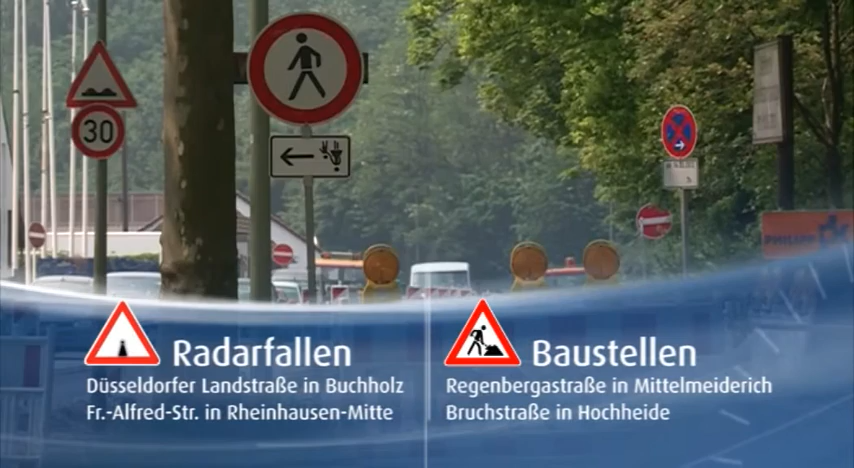 30
PHILIPP
Radarfallen
Düsseldorfer Landstraße in Buchholz
Fr.-Alfred-Str. in Rheinhausen-Mitte
Baustellen
Regenbergastraße in Mittelmeiderich
Bruchstraße in Hochheide